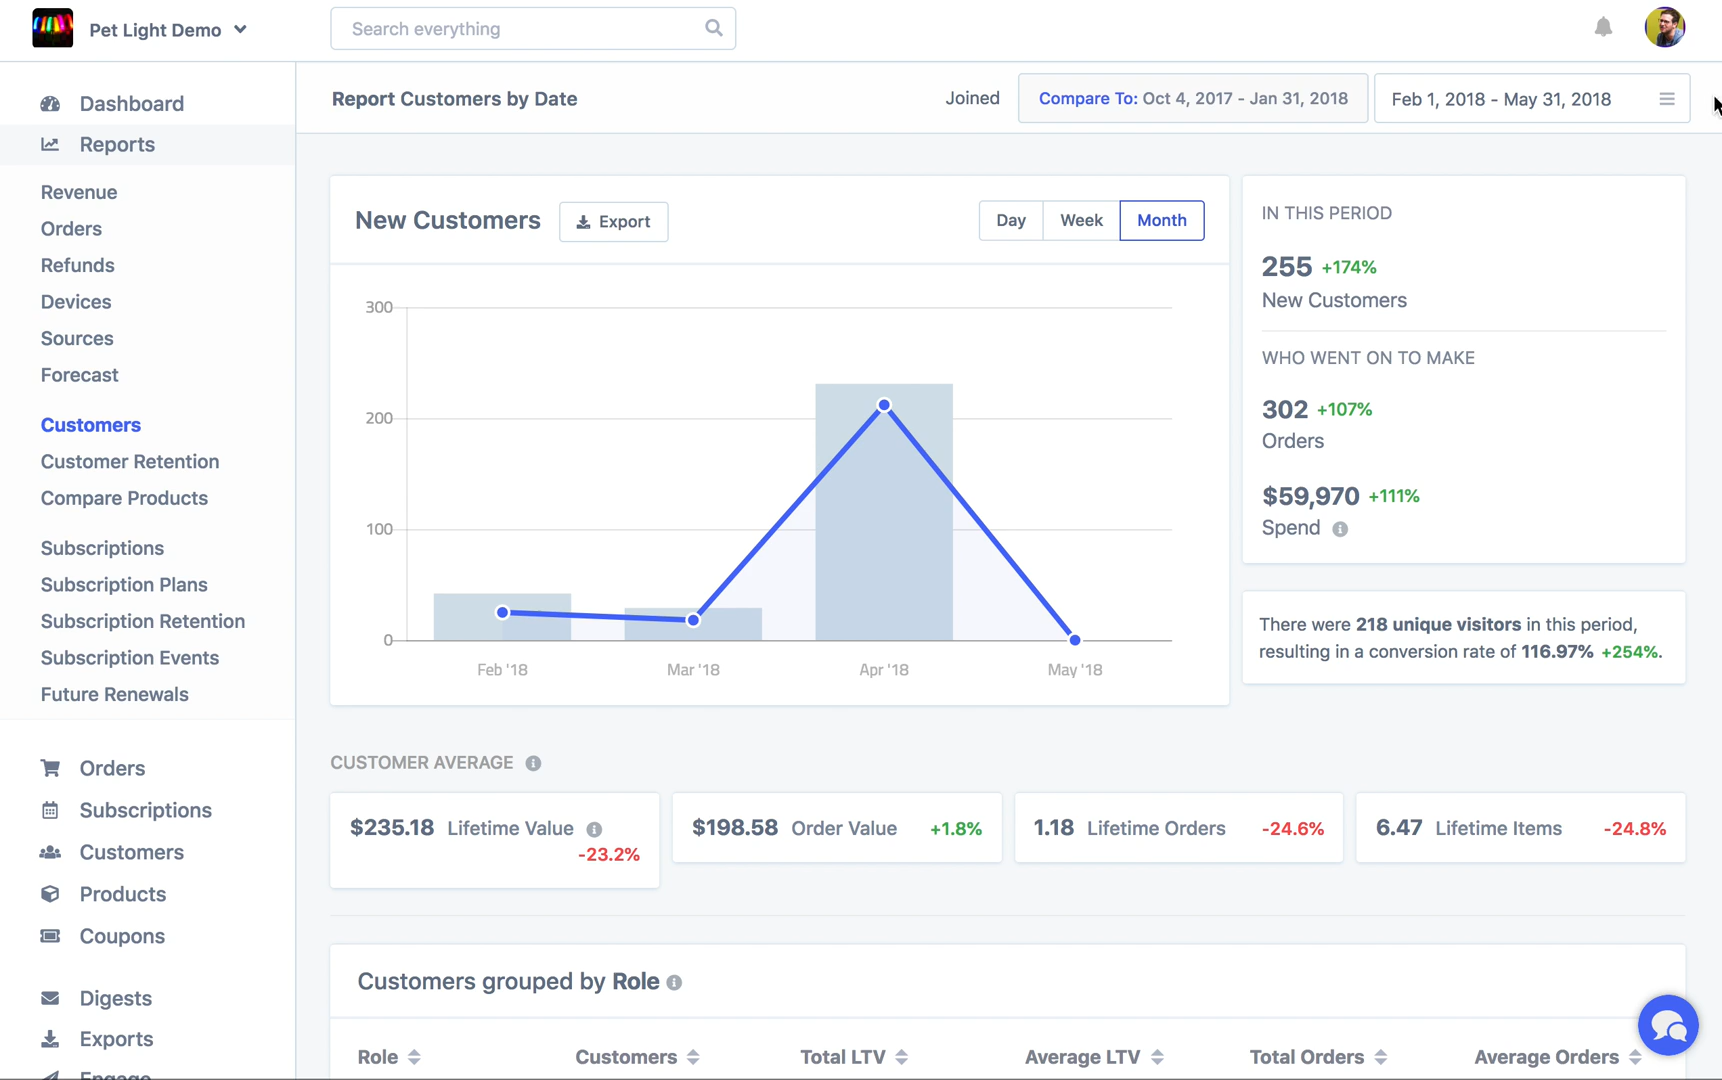 Pet Light Demo
Search everything
Dashboard
Reports
Revenue
Orders
Refunds
Devices
Sources
Forecast
Customers
Customer Retention
Compare Products
Subscriptions
Subscription Plans
Subscription Retention
Subscription Events
Future Renewals
Orders
Subscriptions
Customers
Products
Coupons
Digests
Exports
Engage
Report Customers by Date
Joined
Compare To: Oct 4, 2017 - Jan 31, 2018
Feb 1, 2018 - May 31, 2018
New Customers
Export
Day Week Month
300
200
100
0
Feb '18 Mar '18 Apr '18 May '18
IN THIS PERIOD
255 +174%
New Customers
WHO WENT ON TO MAKE
302 +107%
Orders
$59,970 +111%
Spend
There were 218 unique visitors in this period,
resulting in a conversion rate of 116.97% +254%.
CUSTOMER AVERAGE
$235.18 Lifetime Value
-23.2%
$198.58 Order Value +1.8%
1.18 Lifetime Orders -24.6%
6.47 Lifetime Items -24.8%
Customers grouped by Role
Role Customers Total LTV Average LTV Total Orders Average Orders